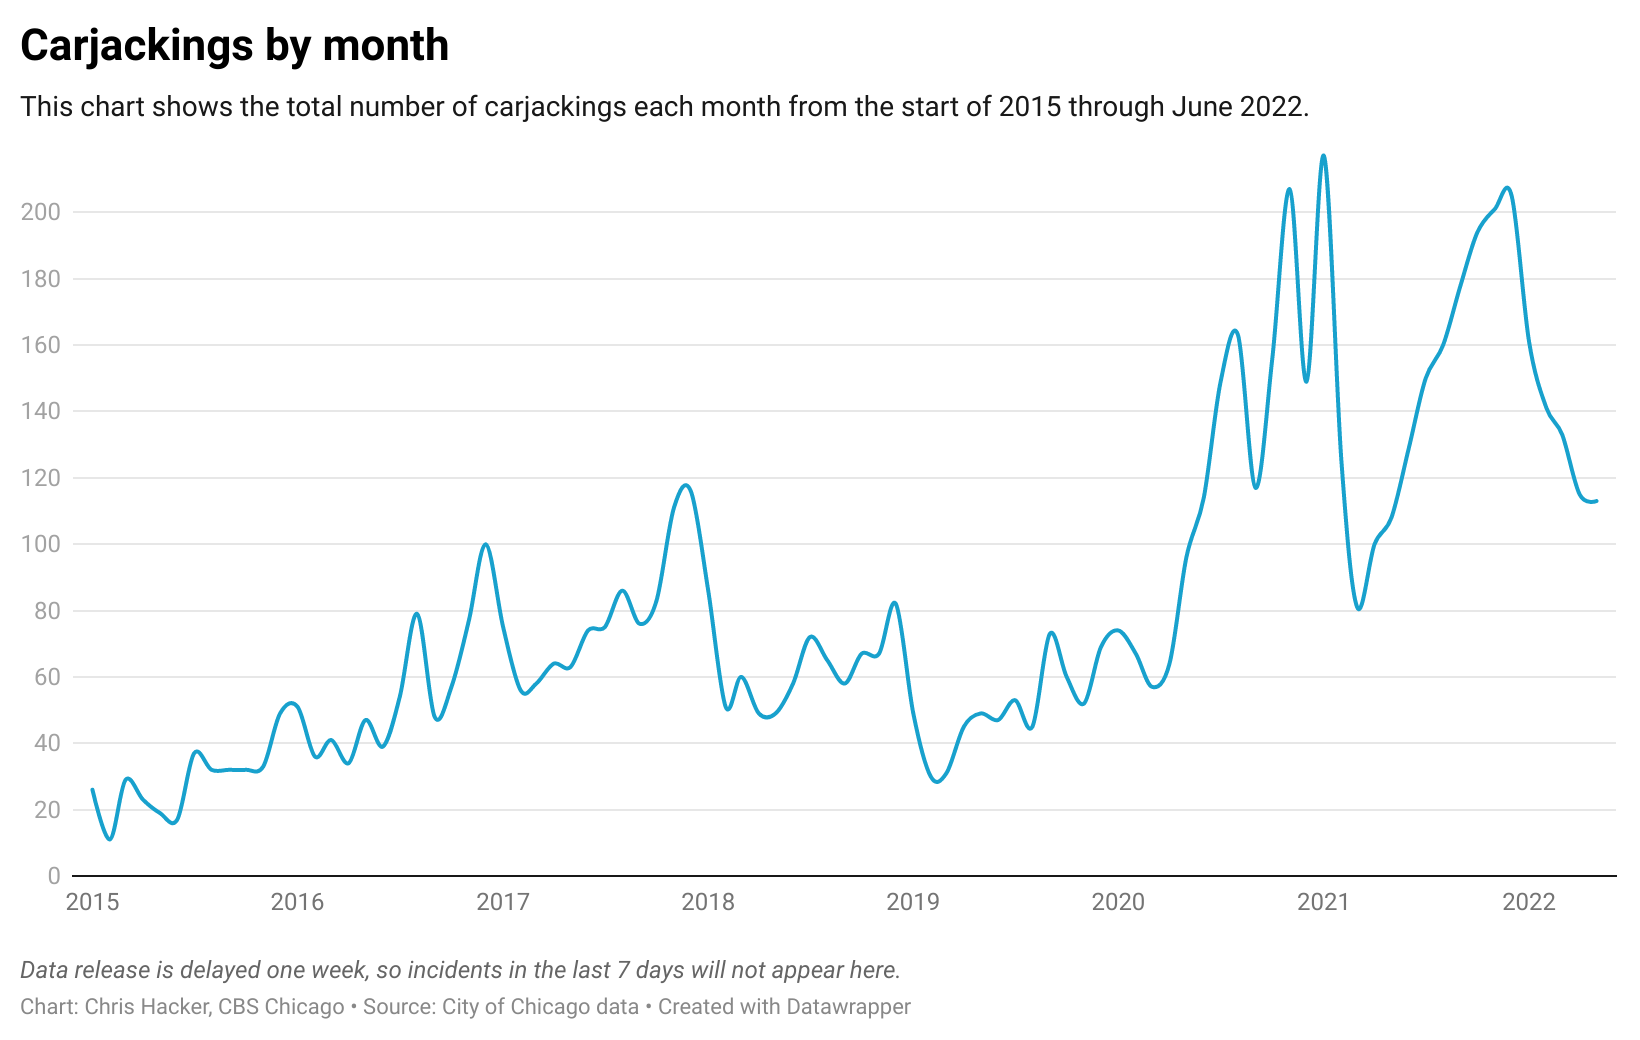 Carjackings by month
This chart shows the total number of carjackings each month from the start of 2015 through June 2022.
200
180
160
140
120
100
80
60
40
20
0
2015 2016 2017 2018 2019 2020 2021 2022
Data release is delayed one week, so incidents in the last 7 days will not appear here.
Chart: Chris Hacker, CBS Chicago • Source: City of Chicago data • Created with Datawrapper